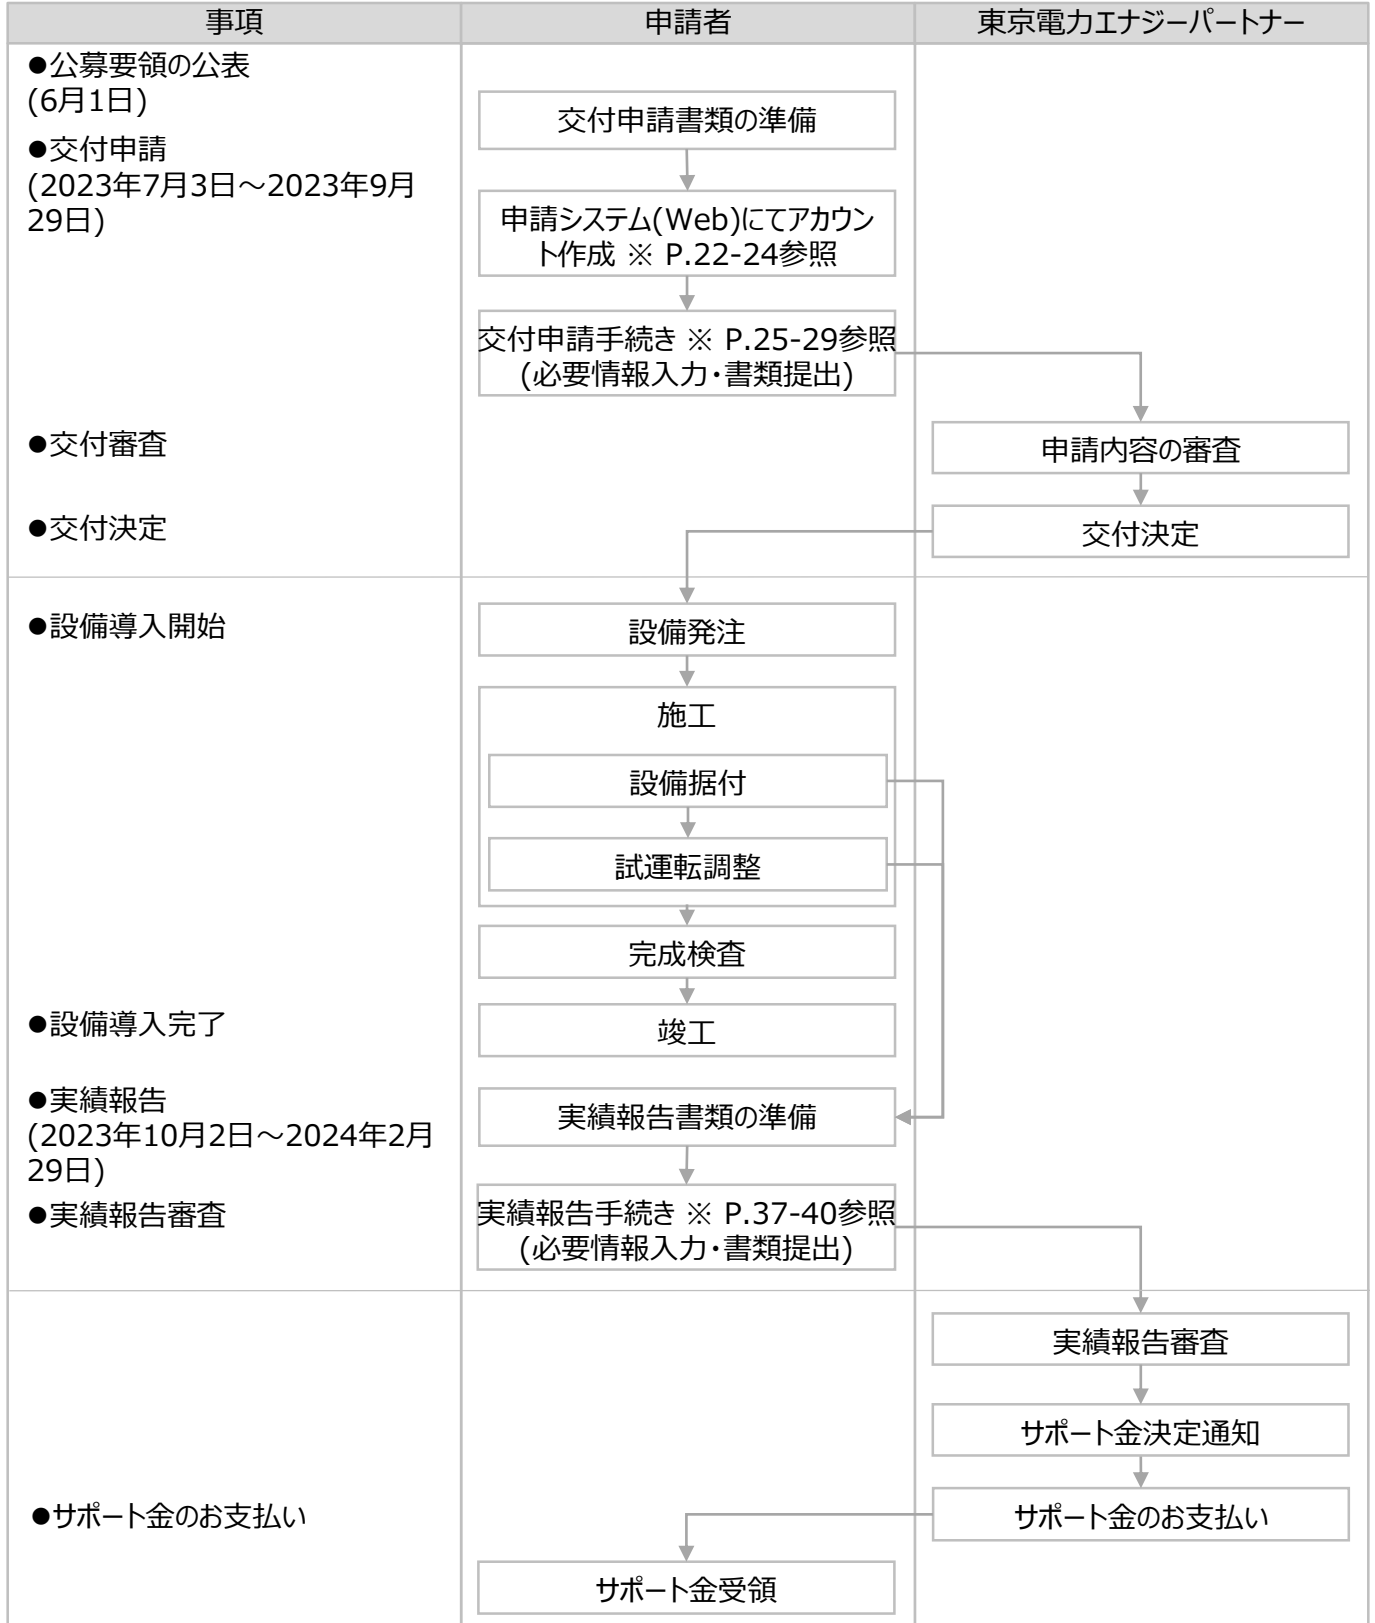 事項
申請者
東京電力エナジーパートナー
●公募要領の公表
(6月1日)
交付申請書類の準備
●交付申請
(2023年7月3日～2023年9月
29日)
申請システム(Web)にてアカウン
ト作成 ※ P.22-24参照
交付申請手続き ※ P.25-29参照
(必要情報入力・書類提出)
●交付審査
申請内容の審査
●交付決定
交付決定
●設備導入開始
設備発注
施工
設備据付
試運転調整
完成検査
●設備導入完了
竣工
●実績報告
(2023年10月2日～2024年2月
29日)
実績報告書類の準備
●実績報告審査
実績報告手続き ※ P.37-40参照
(必要情報入力・書類提出)
実績報告審査
サポート金決定通知
●サポート金のお支払い
サポート金のお支払い
サポート金受領